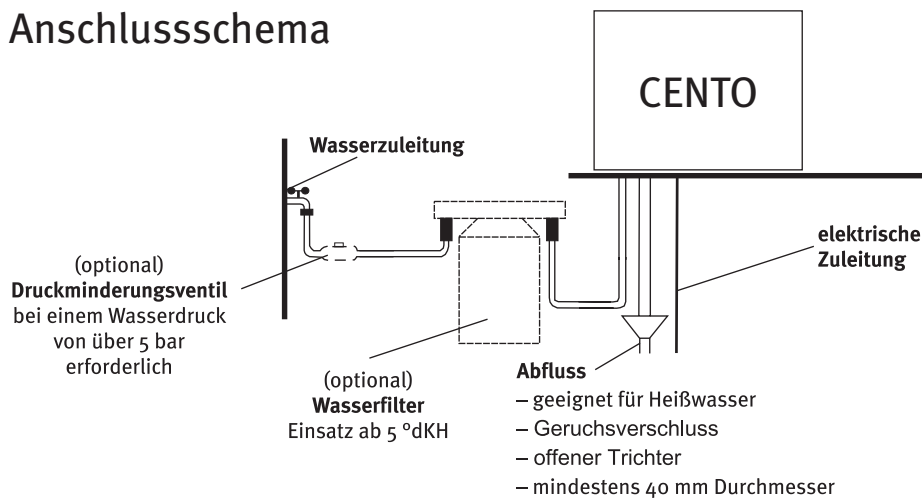 Anschlussschema
CENTO
Wasserzuleitung
elektrische
Zuleitung
(optional)
Druckminderungsventil
bei einem Wasserdruck
von über 5 bar
erforderlich
(optional)
Wasserfilter
Einsatz ab 5 °dKH
Abfluss
– geeignet für Heißwasser
– Geruchsverschluss
– offener Trichter
– mindestens 40 mm Durchmesser